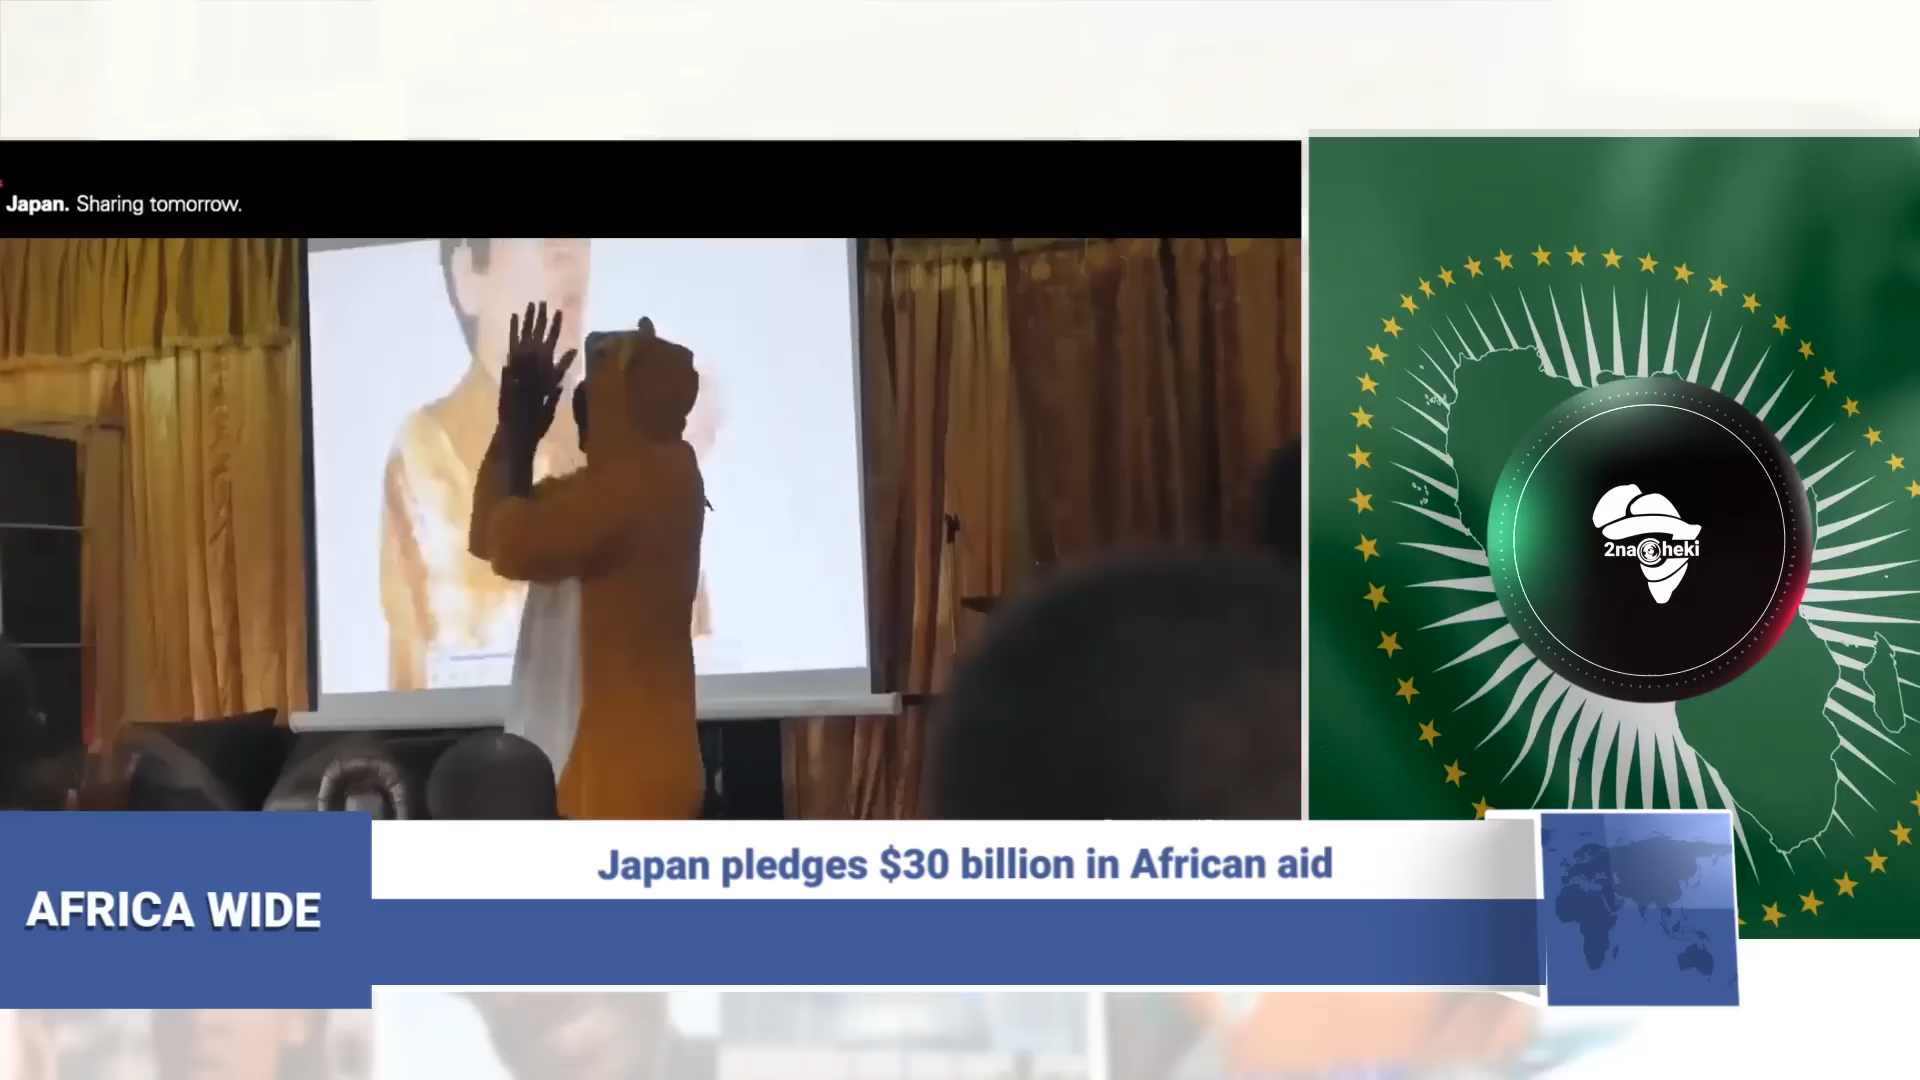 Japan. Sharing tomorrow.
2nacheki
Japan pledges $30 billion in African aid
AFRICA WIDE